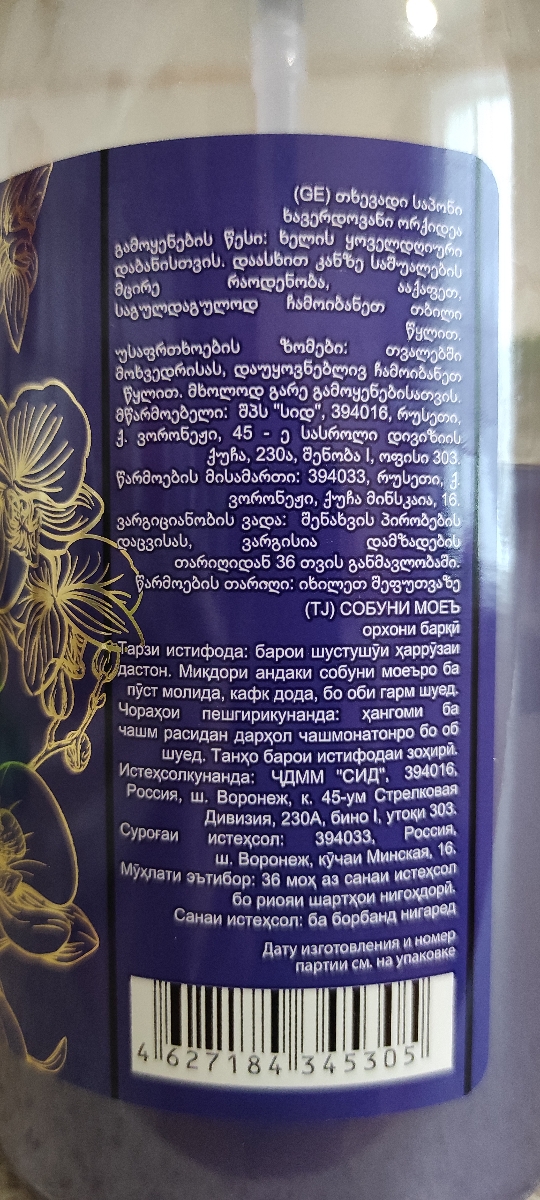 (GE) თხევადი საპონი
ხავერდოვანი ორქიდეა
გამოყენების წესი: ხელის ყოველდღიური
დაბანისთვის. დაასხით კანზე საშუალების
მცირე რაოდენობა, ააქაფეთ,
საგულდაგულოდ ჩამოიბანეთ თბილი
წყლით.
უსაფრთხოების ზომები: თვალებში
მოხვედრისას, დაუყოვნებლივ ჩამოიბანეთ
წყლით. მხოლოდ გარე გამოყენებისათვის.
მწარმოებელი: შპს "სიდ", 394016, რუსეთი,
ქ. ვორონეჟი, 45 - ე სასროლი დივიზიის
ქუჩა, 230ა, შენობა I, ოფისი 303.
წარმოების მისამართი: 394033, რუსეთი, ქ.
ვორონეჟი, ქუჩა მინსკაია, 16.
ვარგიციანობის ვადა: შენახვის პირობების
დაცვისას, ვარგისია დამზადების
თარიღიდან 36 თვის განმავლობაში.
წარმოების თარიღი: იხილეთ შეფუთვაზე
(TJ) СОБУНИ МОЕЪ
орхони барқӣ
Тарзи истифода: барои шустушӯи ҳаррӯзаи
дастон. Миқдори андаки собуни моеъро ба
пӯст молида, кафк дода, бо оби гарм шуед.
Чораҳои пешгирикунанда: ҳангоми ба
чашм расидан дарҳол чашмонатонро бо об
шуед. Танҳо барои истифодаи зоҳирӣ.
Истеҳсолкунанда: ҶДММ "СИД", 394016,
Россия, ш. Воронеж, к. 45-ум Стрелковая
Дивизия, 230А, бино I, утоқи 303.
Суроғаи истеҳсол: 394033, Россия,
ш. Воронеж, кӯчаи Минская, 16.
Мӯҳлати эътибор: 36 моҳ аз санаи истеҳсол
бо риояи шартҳои нигоҳдорӣ.
Санаи истеҳсол: ба борбанд нигаред
Дату изготовления и номер
партии см. на упаковке
4 627184 345305